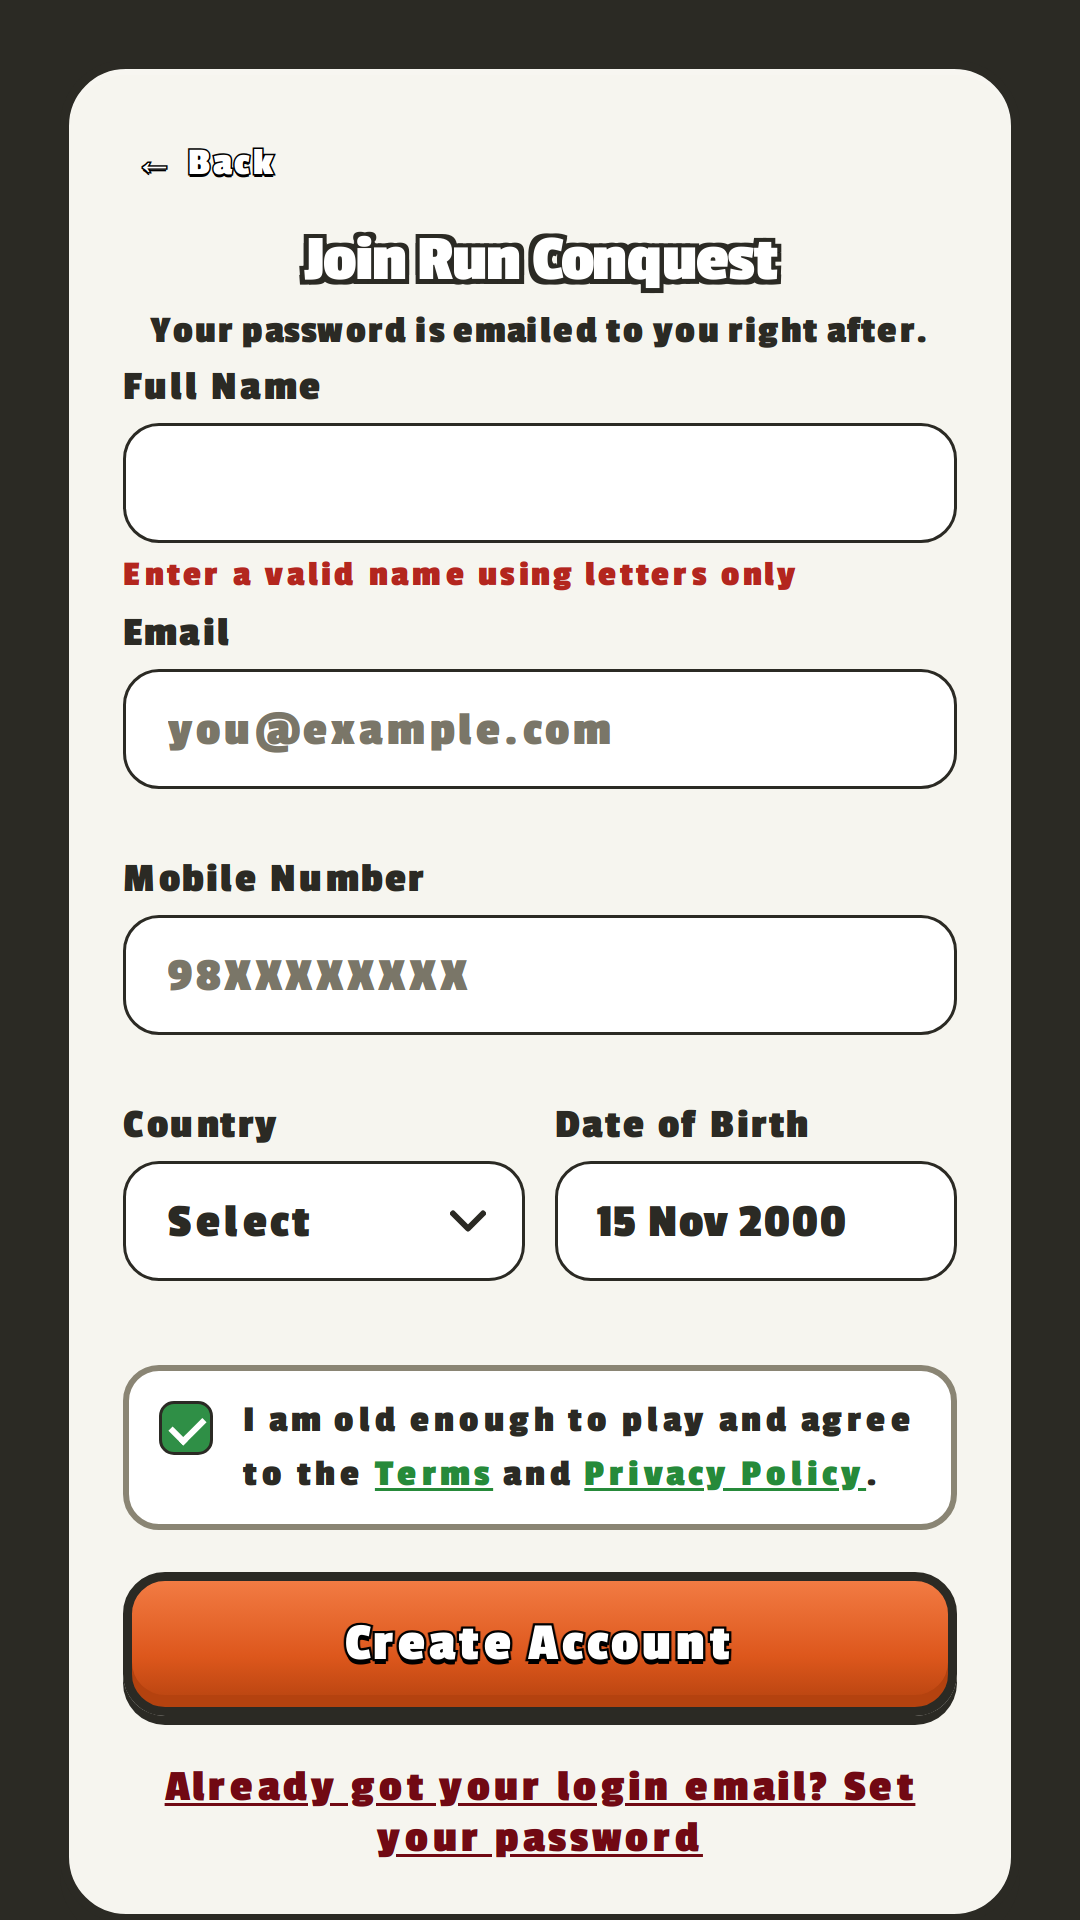 ← Back
Join Run Conquest
Your password is emailed to you right after.
Full Name
Enter a valid name using letters only
Email
you@example.com
Mobile Number
98XXXXXXXX
Country
Date of Birth
Select
15 Nov 2000
I am old enough to play and agree
to the Terms and Privacy Policy.
Create Account
Already got your login email? Set
your password